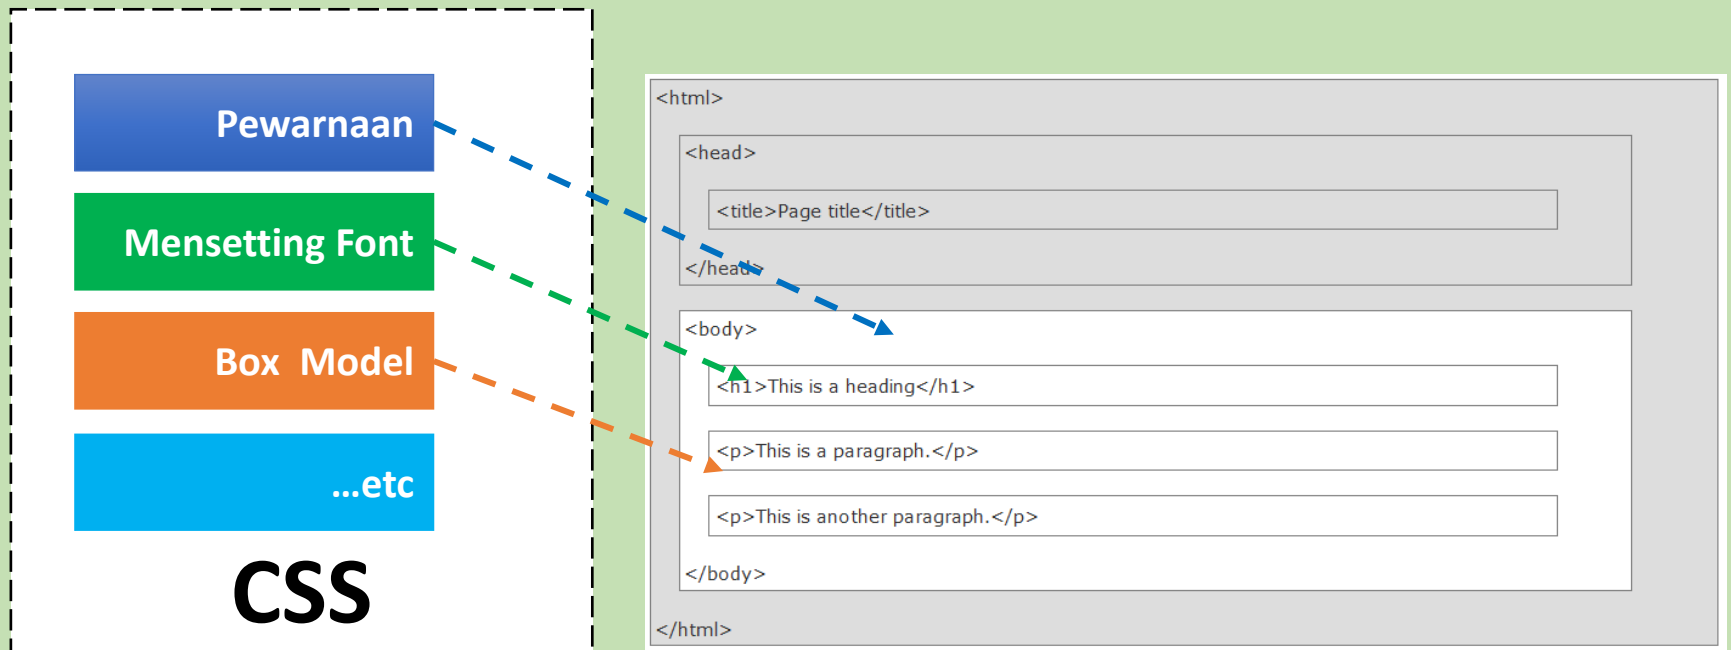 Pewarnaan
Mensetting Font
Box Model
...etc
CSS
<html>
<head>
<title>Page title</title>
</head>
<body>
<h1>This is a heading</h1>
<p>This is a paragraph.</p>
<p>This is another paragraph.</p>
</body>
</html>